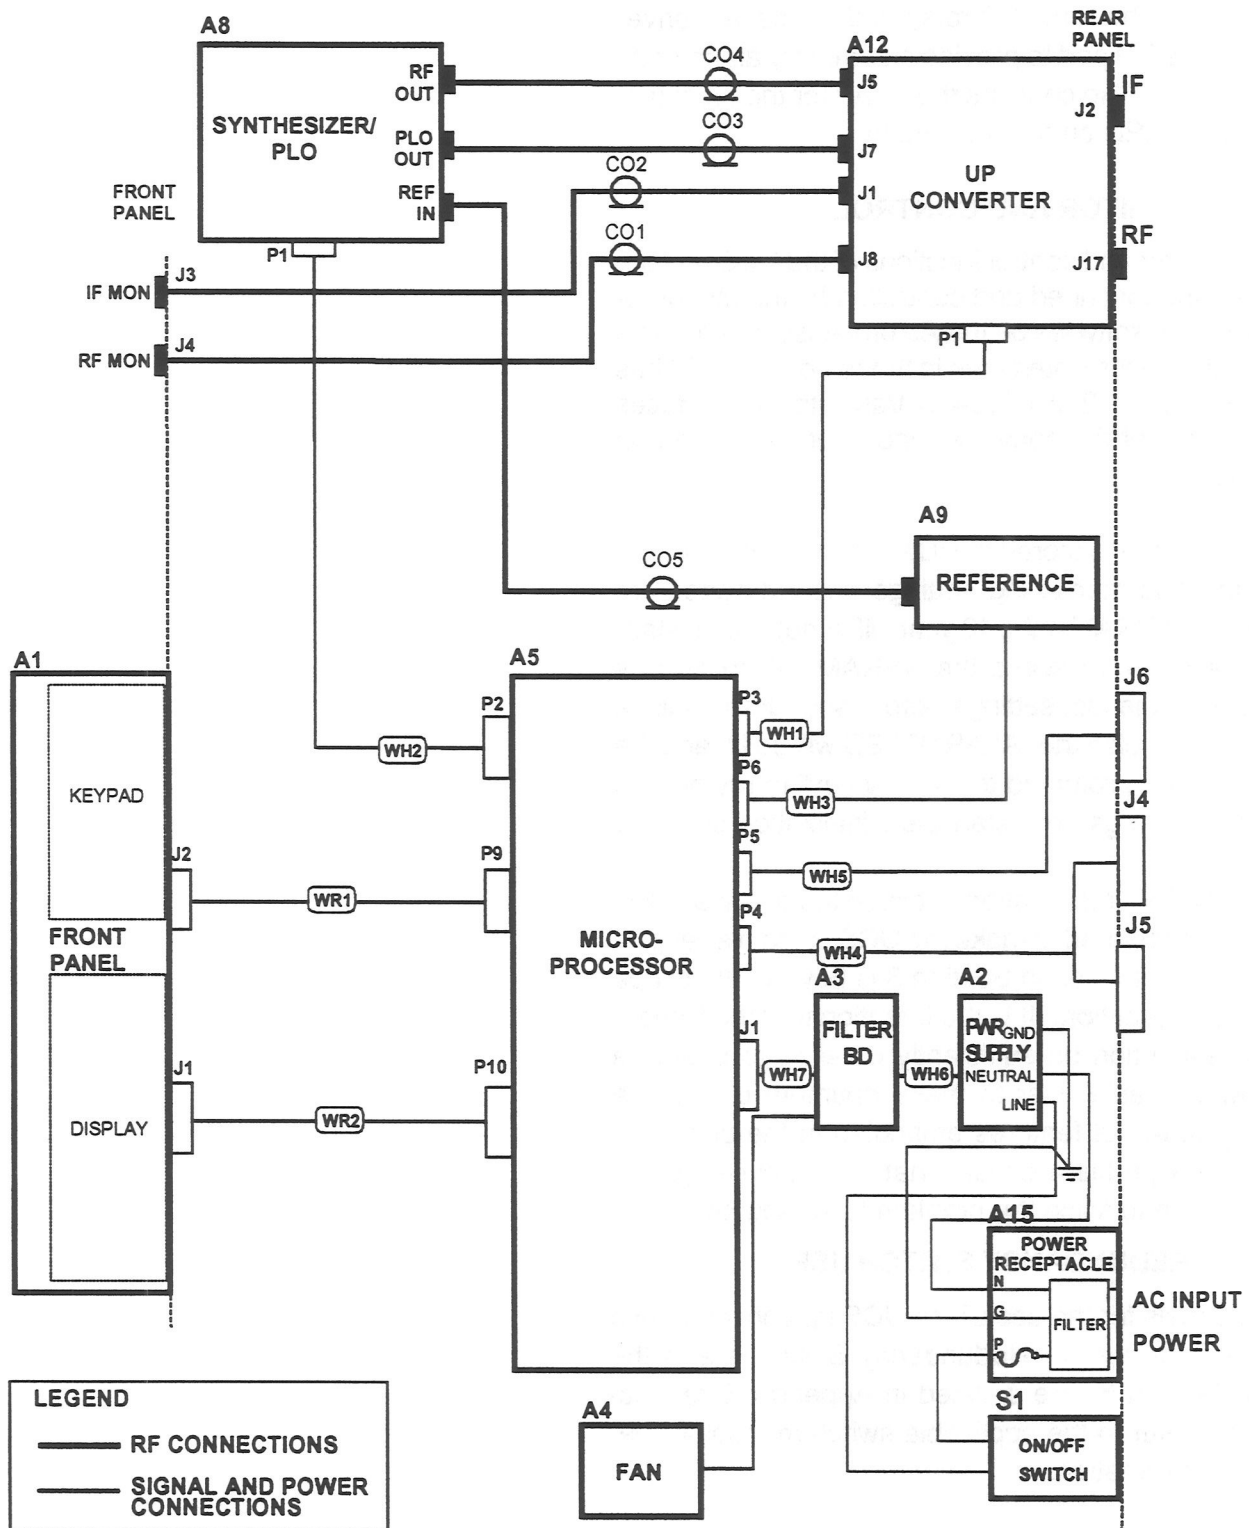 A8
REAR
PANEL
A12
CO4
RF
OUT
J5
IF
J2
SYNTHESIZER/
PLO
PLO
OUT
CO3
J7
CO2
UP
CONVERTER
FRONT
PANEL
REF
IN
J1
CO1
RF
P1
J8
J17
J3
IF MON
P1
J4
RF MON
A9
CO5
REFERENCE
A1
A5
J6
P2
P3
WH2
WH1
KEYPAD
P6
WH3
J4
J2
P9
P5
WH5
WR1
P4
J5
FRONT
PANEL
MICRO-
PROCESSOR
WH4
A3
A2
FILTER
BD
PWR
SUPPLY
GND
NEUTRAL
LINE
J1
J1
P10
WH7
WH6
DISPLAY
WR2
A15
POWER
RECEPTACLE
N
G
P
FILTER
AC INPUT
POWER
LEGEND
RF CONNECTIONS
SIGNAL AND POWER
CONNECTIONS
A4
FAN
S1
ON/OFF
SWITCH